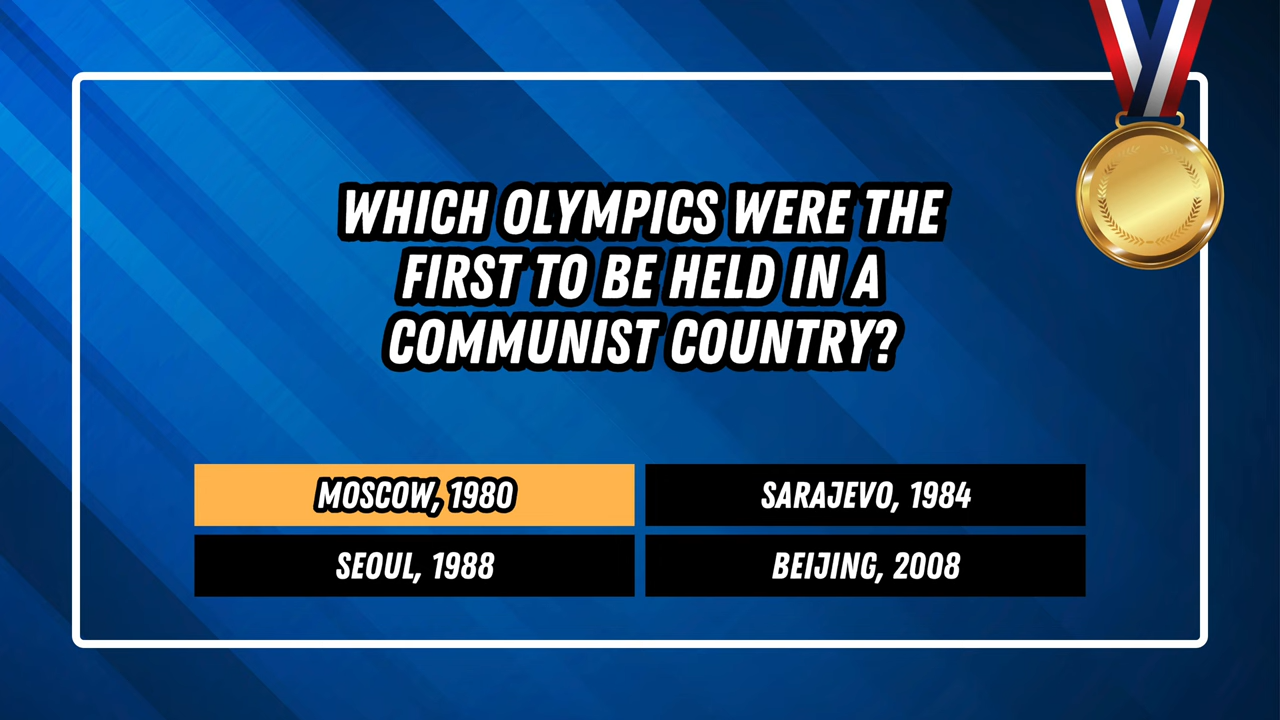 WHICH OLYMPICS WERE THE
FIRST TO BE HELD IN A
COMMUNIST COUNTRY?
MOSCOW, 1980
SARAJEVO, 1984
SEOUL, 1988
BEIJING, 2008